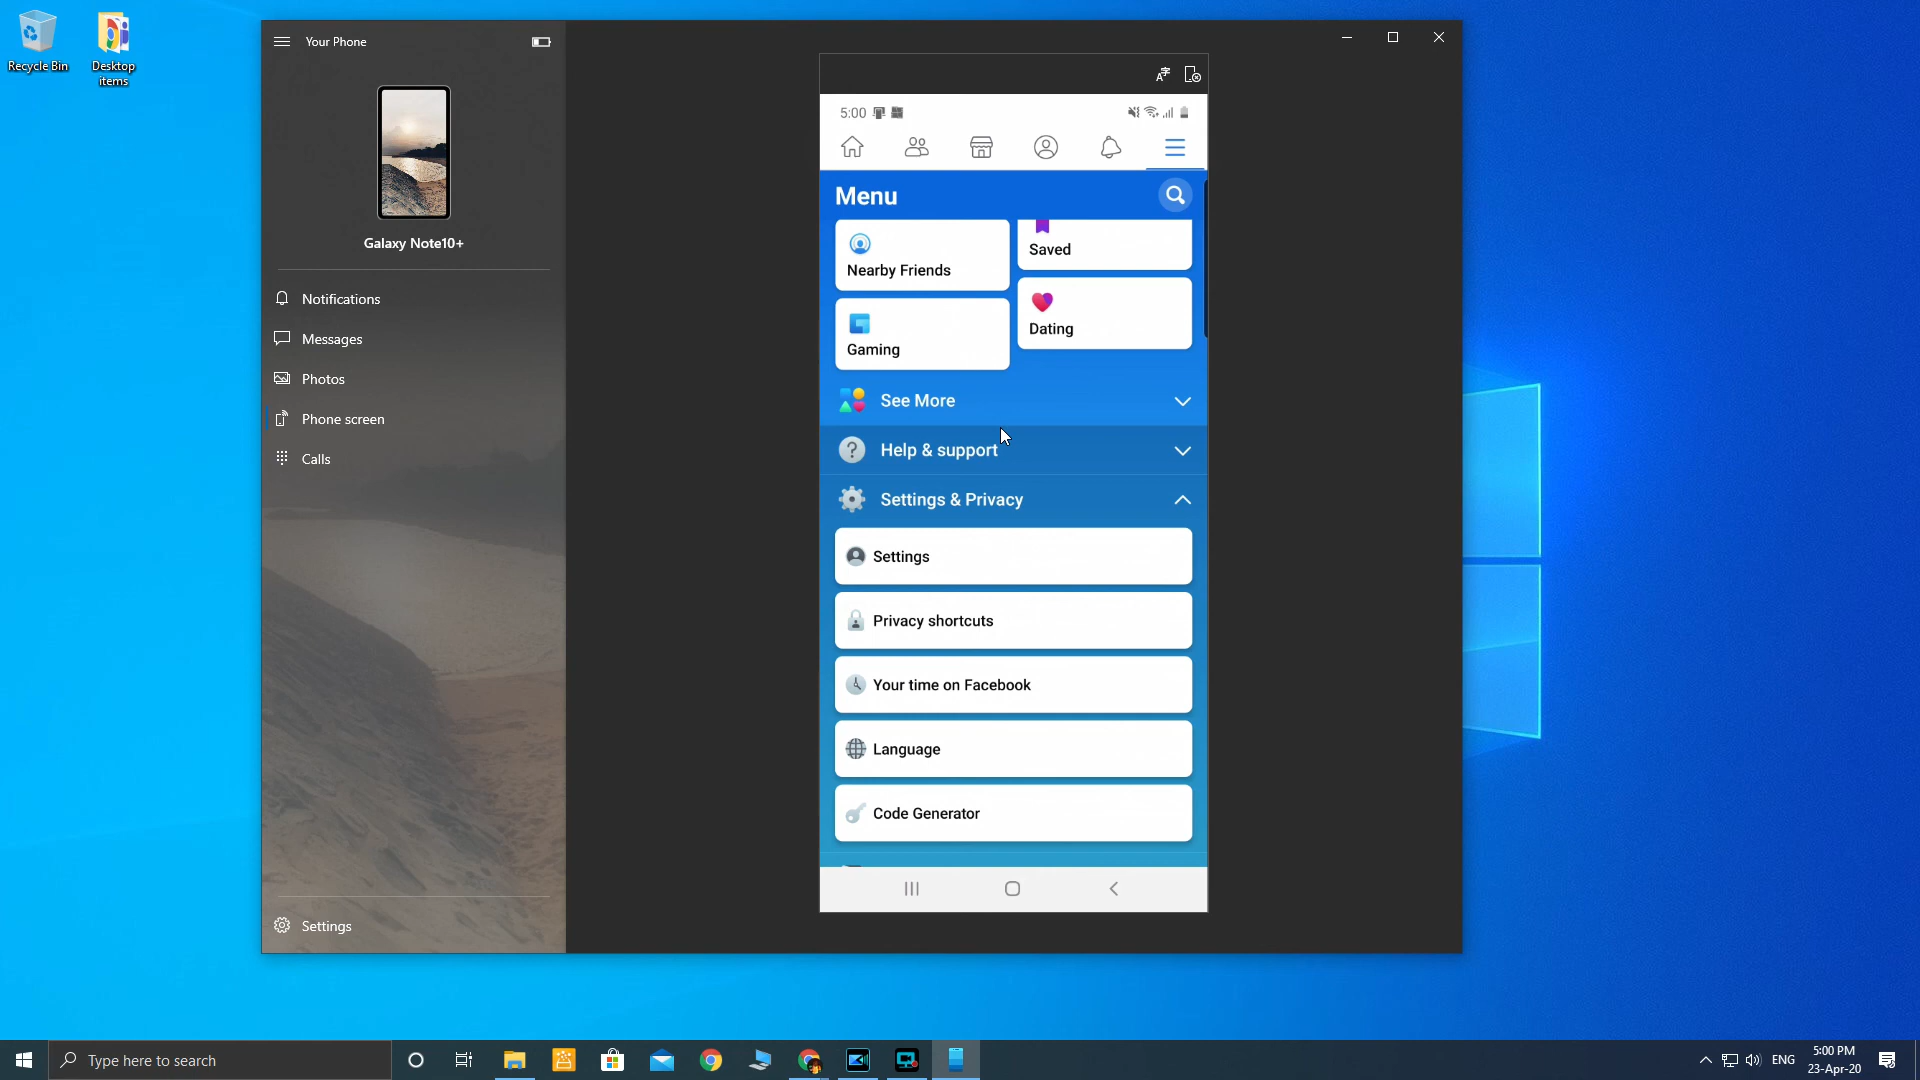 Recycle Bin
Desktop
items
Your Phone
Galaxy Note10+
Notifications
Messages
Photos
Phone screen
Calls
Settings
5:00
Menu
Nearby Friends
Saved
Gaming
Dating
See More
Help & support
Settings & Privacy
Settings
Privacy shortcuts
Your time on Facebook
Language
Code Generator
Type here to search
ENG
5:00 PM
23-Apr-20